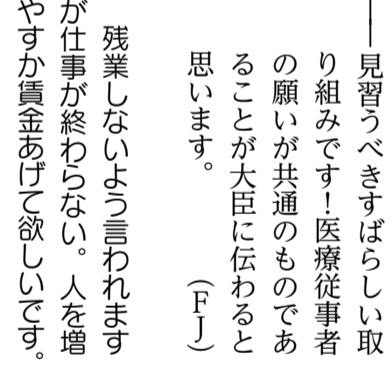 ――見習うべきすばらしい取
り組みです！医療従事者
の願いが共通のものであ
ることが大臣に伝わると
思います。　（FJ）
残業しないよう言われます
が仕事が終わらない。人を増
やすか賃金あげて欲しいです。